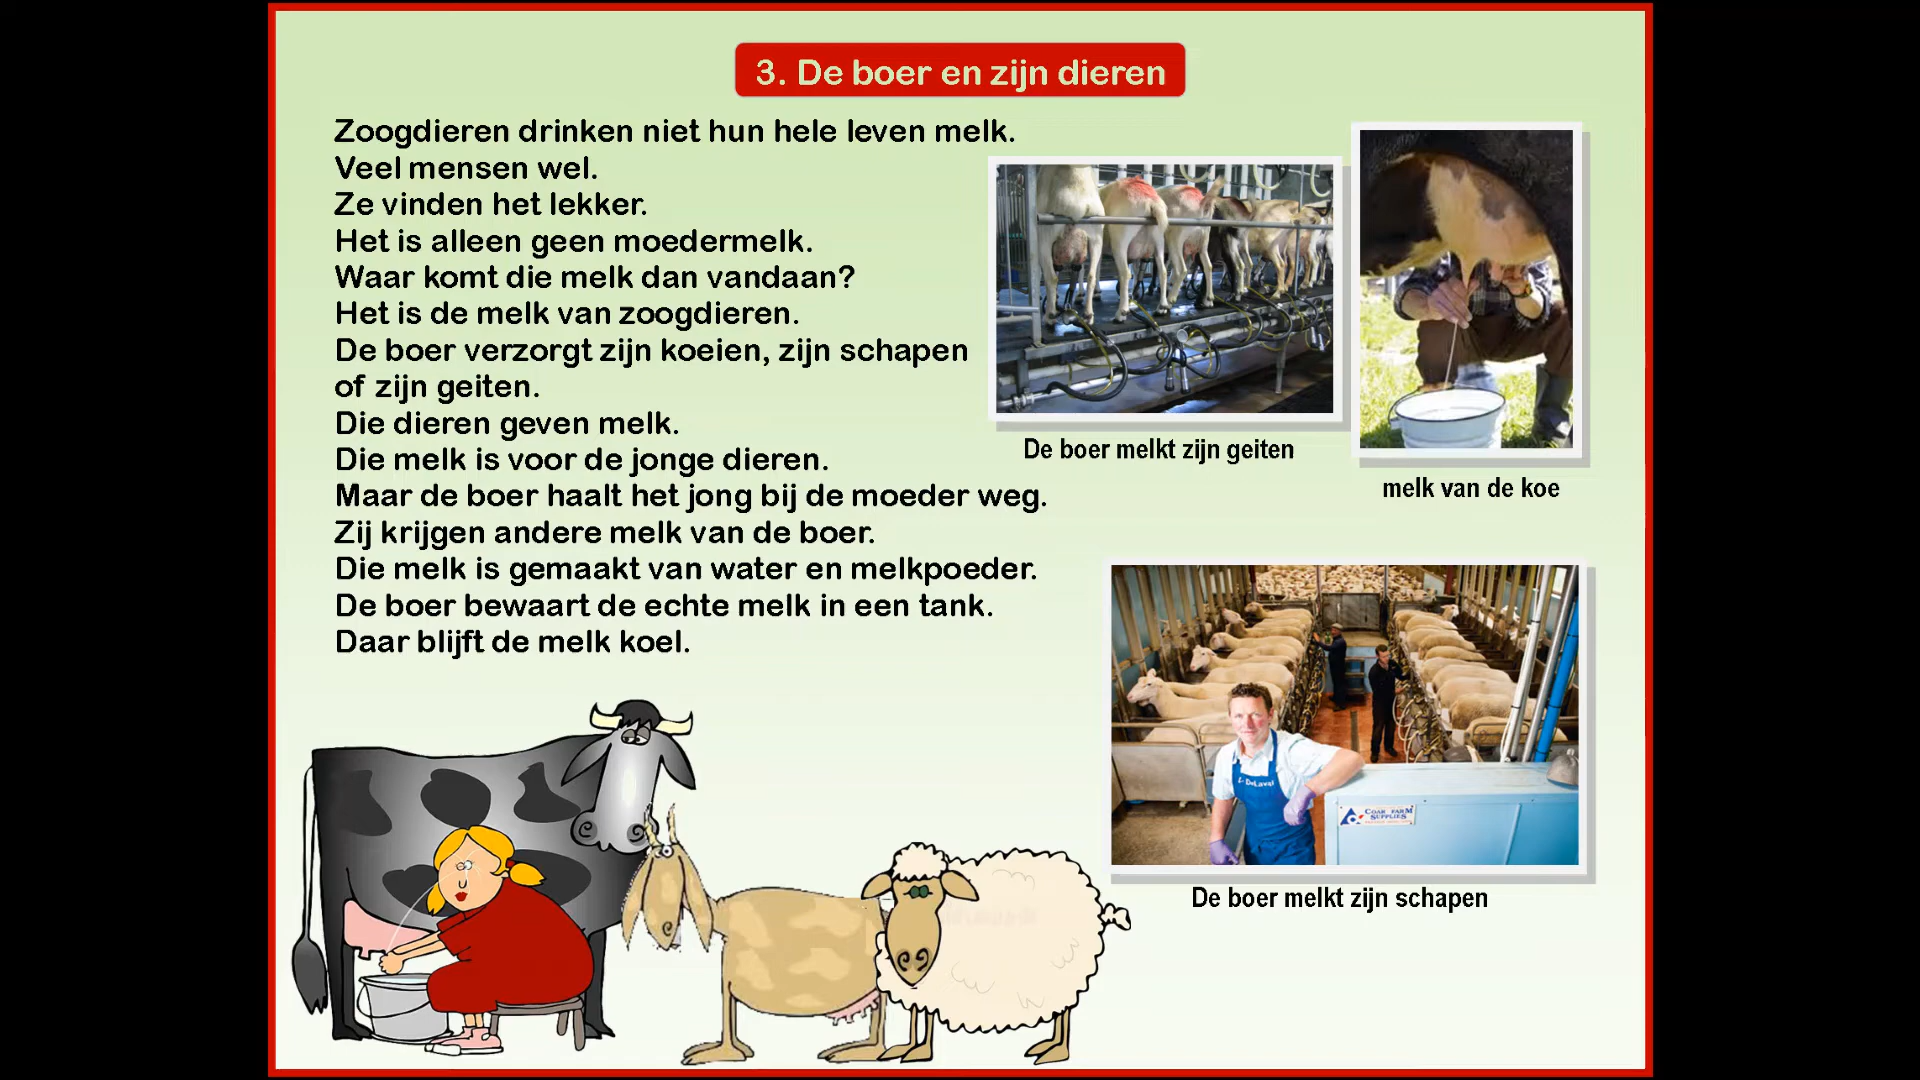 3. De boer en zijn dieren
Zoogdieren drinken niet hun hele leven melk.
Veel mensen wel.
Ze vinden het lekker.
Het is alleen geen moedermelk.
Waar komt die melk dan vandaan?
Het is de melk van zoogdieren.
De boer verzorgt zijn koeien, zijn schapen
of zijn geiten.
Die dieren geven melk.
Die melk is voor de jonge dieren.
Maar de boer haalt het jong bij de moeder weg.
Zij krijgen andere melk van de boer.
Die melk is gemaakt van water en melkpoeder.
De boer bewaart de echte melk in een tank.
Daar blijft de melk koel.
De boer melkt zijn geiten
melk van de koe
DeLaval
COAK FARM
SUPPLIES
De boer melkt zijn schapen